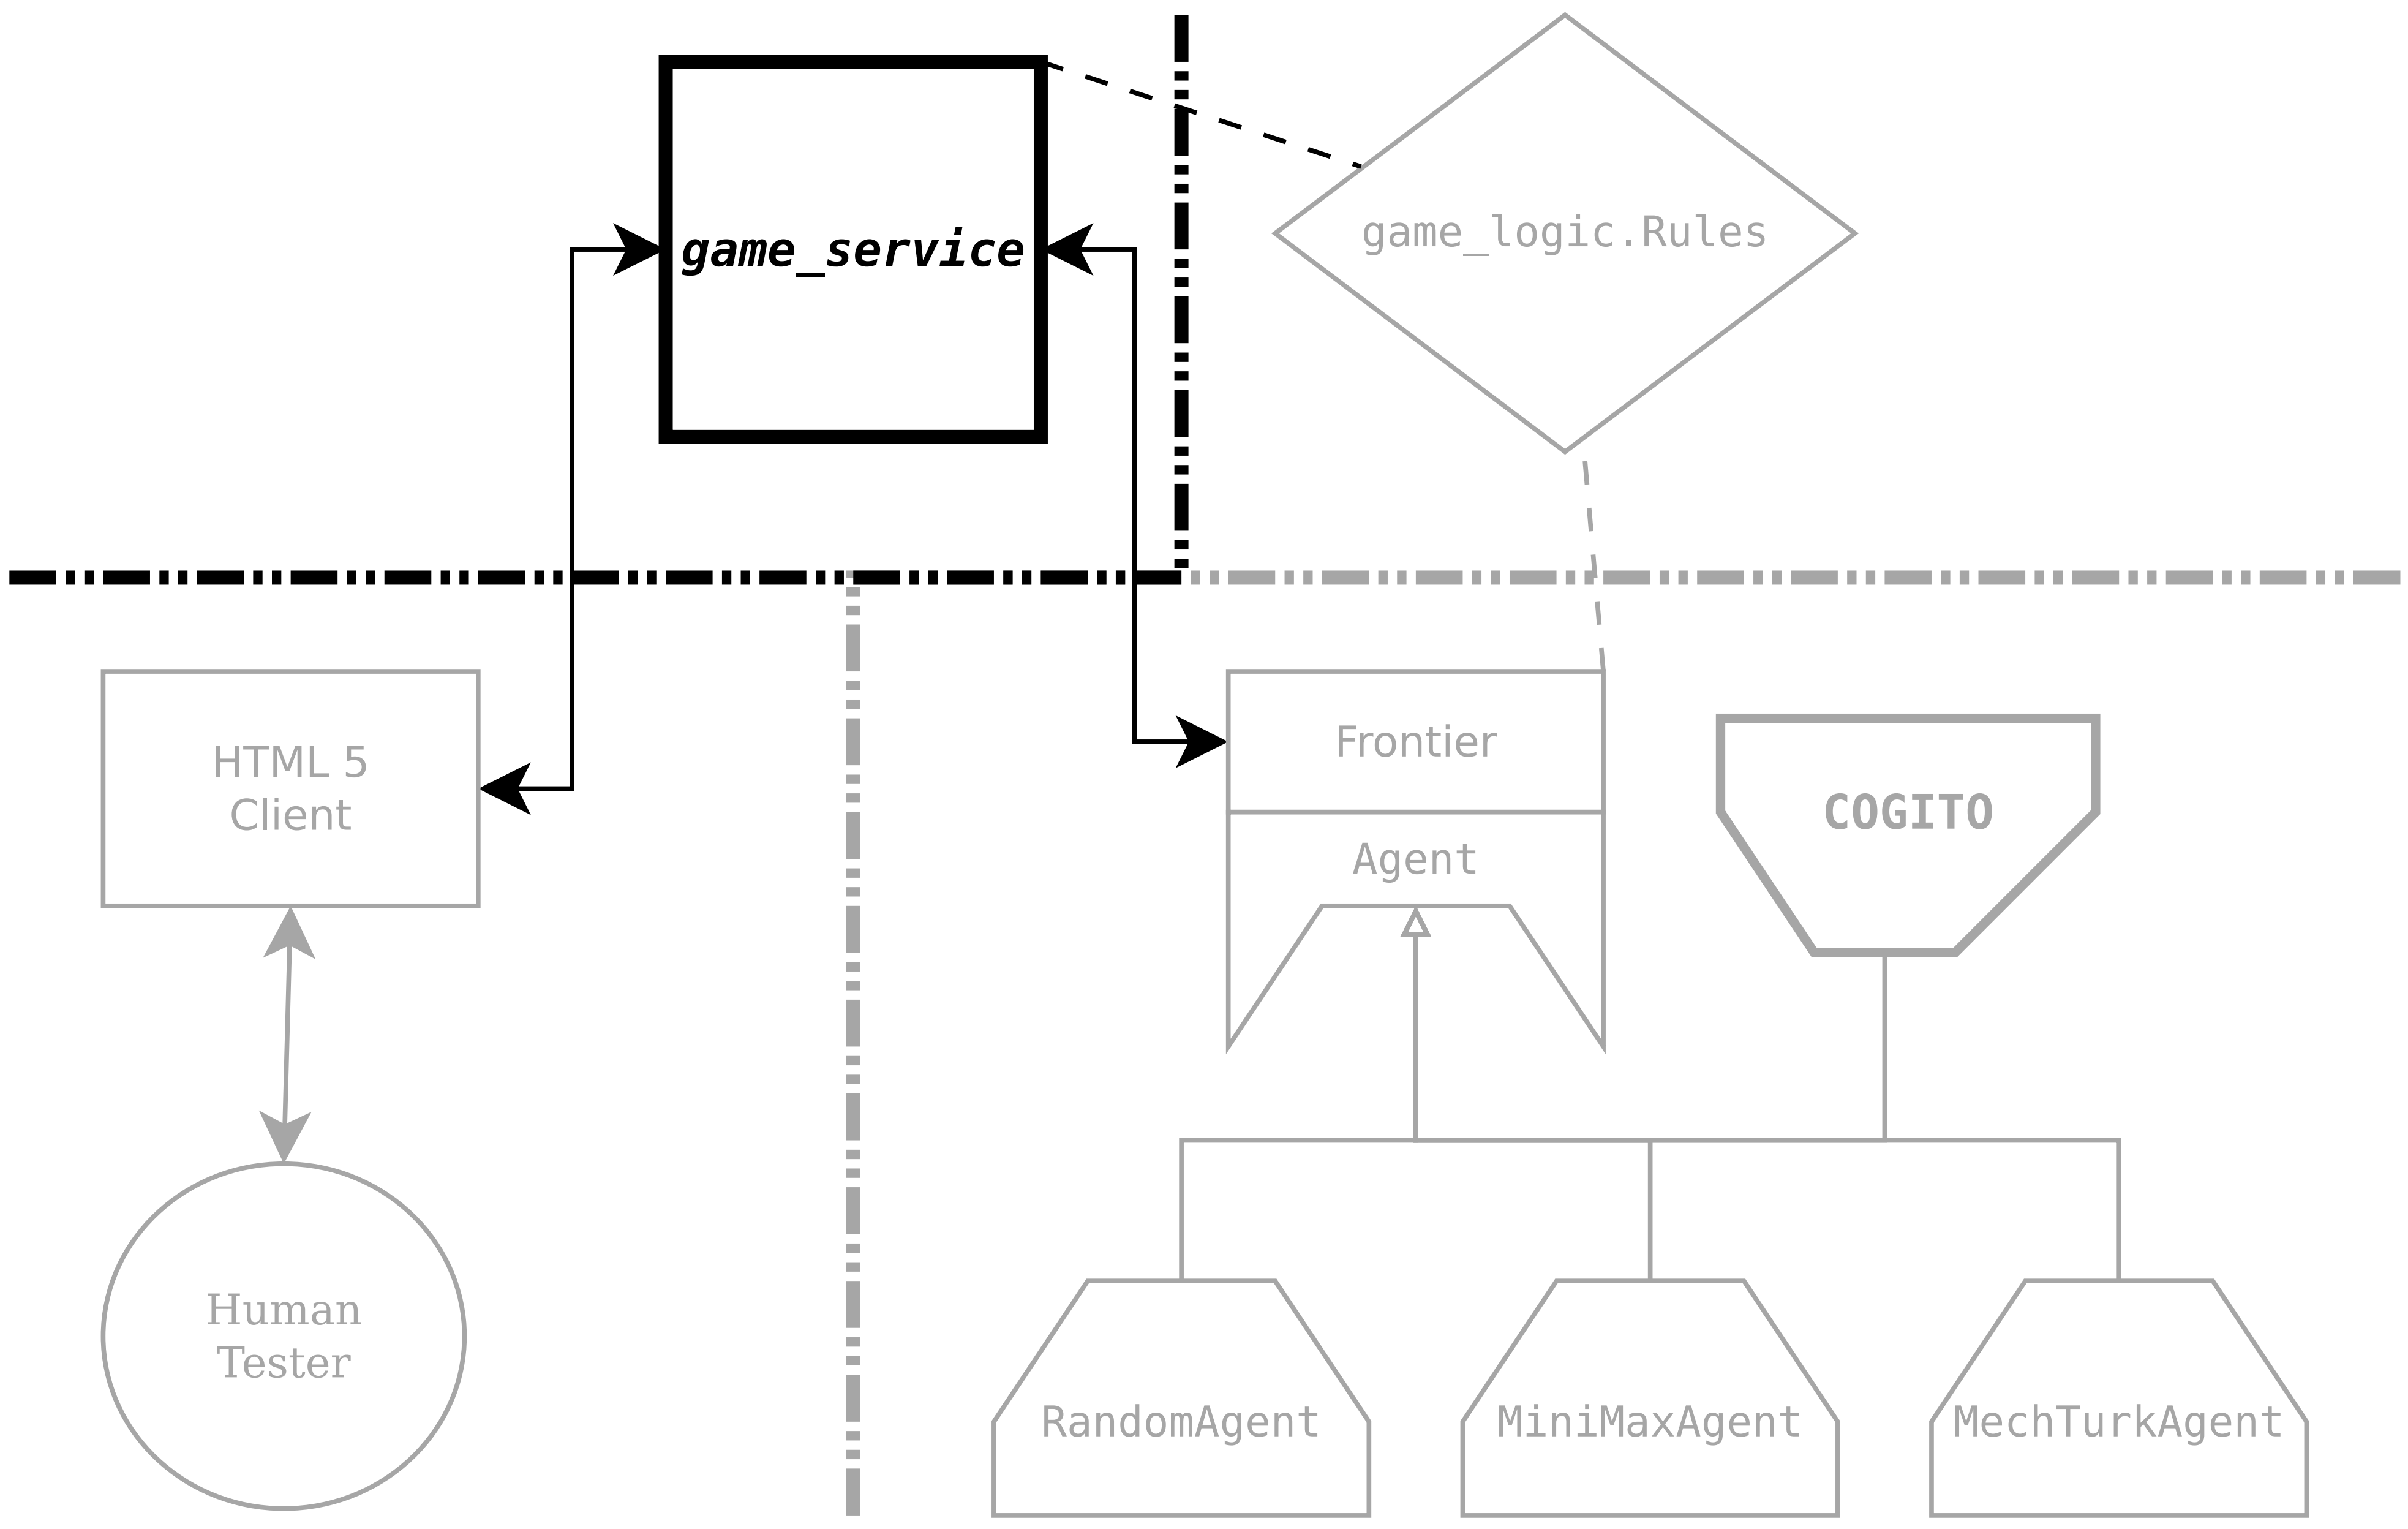 game_service
game_logic.Rules
HTML 5
Client
Frontier
Agent
COGITO
Human
Tester
RandomAgent
MiniMaxAgent
MechTurkAgent